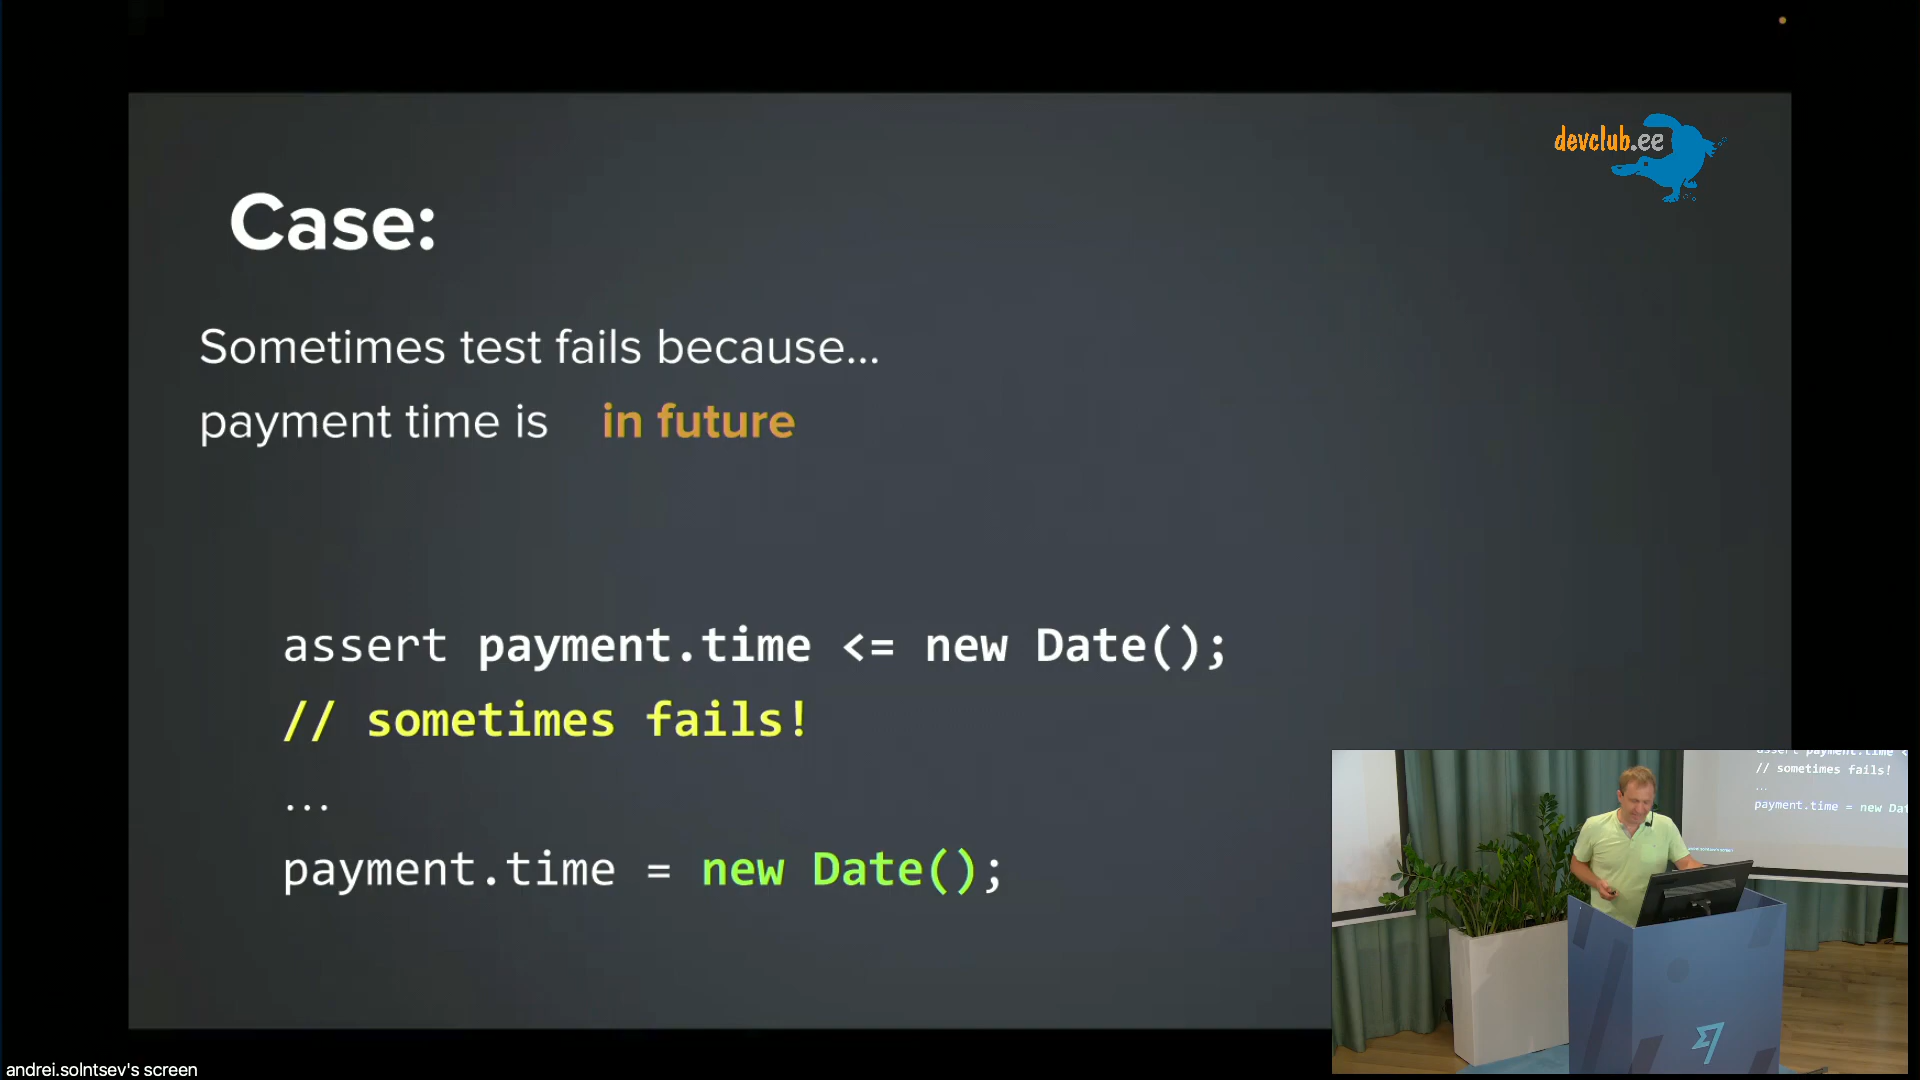 devclub.ee
Case:
Sometimes test fails because...
payment time is in future
assert payment.time <= new Date();
// sometimes fails!
...
payment.time = new Date();
// sometimes fails!
...
payment.time = new Dat
andrei.solntsev's screen